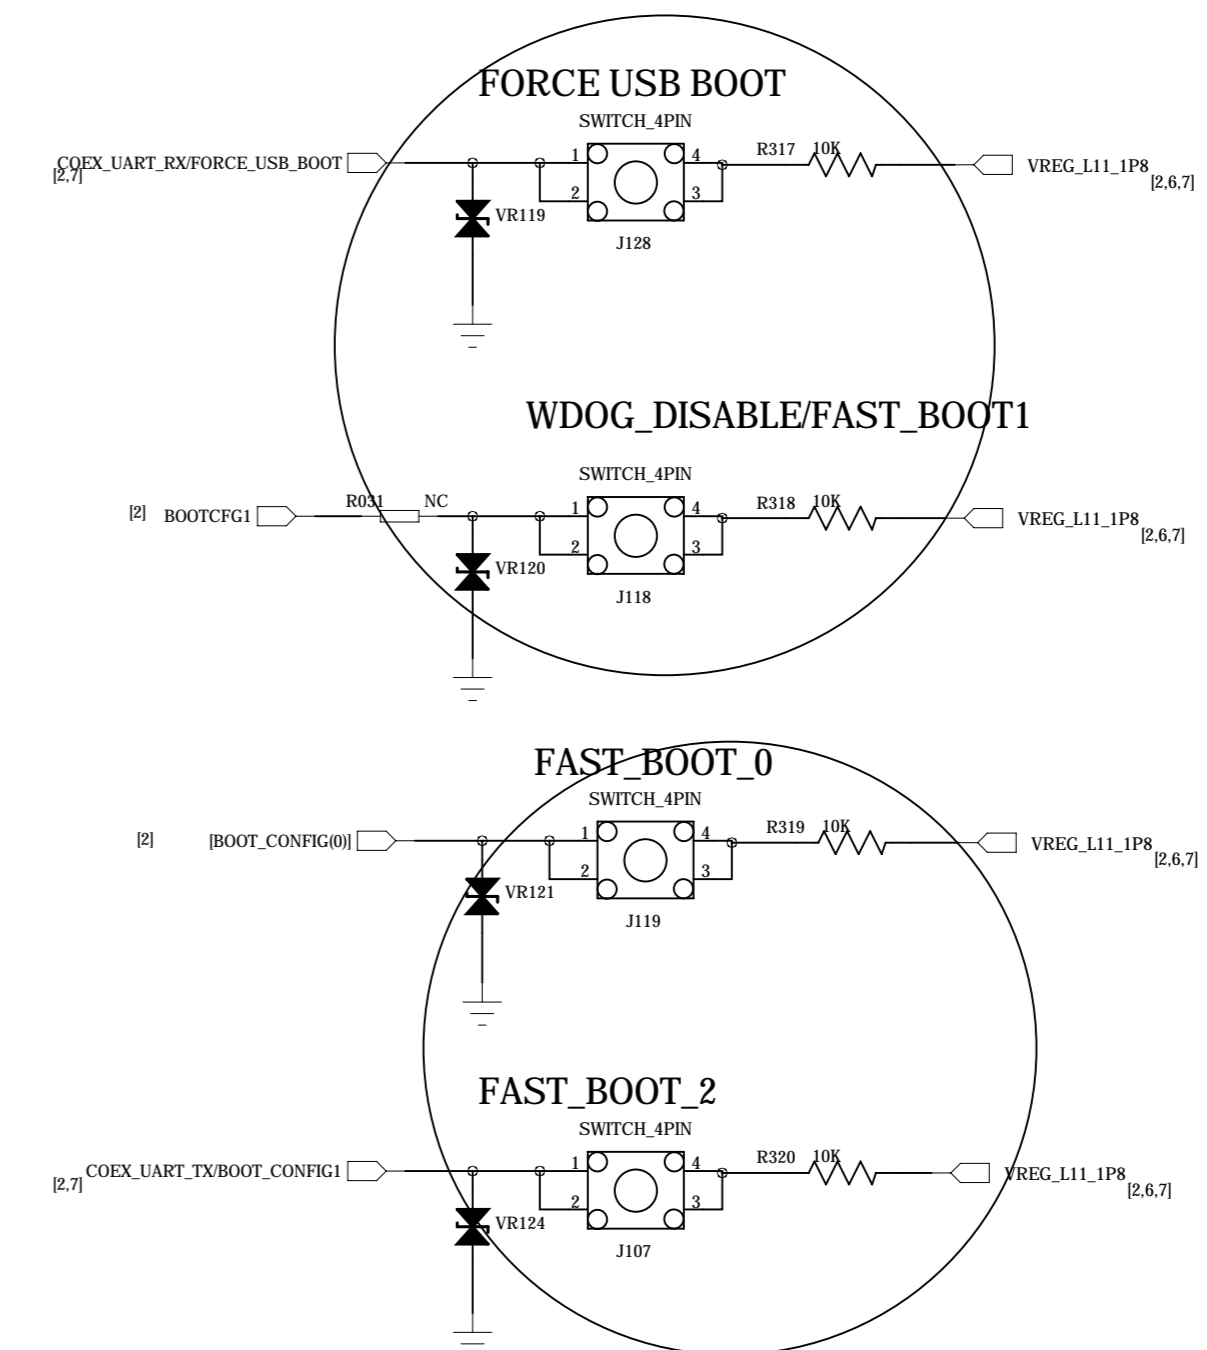 FORCE USB BOOT
SWITCH_4PIN
COEX_UART_RX/FORCE_USB_BOOT
[2,7]
1
4
R317
10K
VREG_L11_1P8
[2,6,7]
2
3
VR119
J128
WDOG_DISABLE/FAST_BOOT1
SWITCH_4PIN
[2]
BOOTCFG1
R031
NC
1
4
R318
10K
VREG_L11_1P8
[2,6,7]
2
3
VR120
J118
FAST_BOOT_0
SWITCH_4PIN
[2]
[BOOT_CONFIG(0)]
1
4
R319
10K
VREG_L11_1P8
[2,6,7]
2
3
VR121
J119
FAST_BOOT_2
SWITCH_4PIN
COEX_UART_TX/BOOT_CONFIG1
[2,7]
1
4
R320
10K
VREG_L11_1P8
[2,6,7]
2
3
VR124
J107